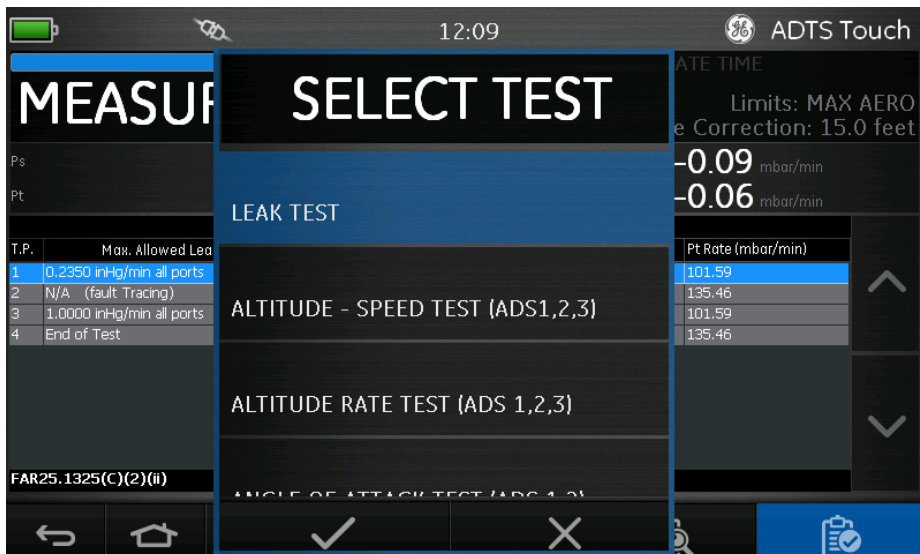 12:09
ADTS Touch
MEASUR
ATE TIME
Limits: MAX AERO
e Correction: 15.0 feet
SELECT TEST
Ps
-0.09 mbar/min
Pt
-0.06 mbar/min
LEAK TEST
ALTITUDE - SPEED TEST (ADS1,2,3)
ALTITUDE RATE TEST (ADS 1,2,3)
T.P. Max. Allowed Lea Pt Rate (mbar/min)
1 0.2350 inHg/min all ports 101.59
2 N/A (fault Tracing) 135.46
3 1.0000 inHg/min all ports 101.59
4 End of Test 135.46
FAR25.1325(C)(2)(ii)